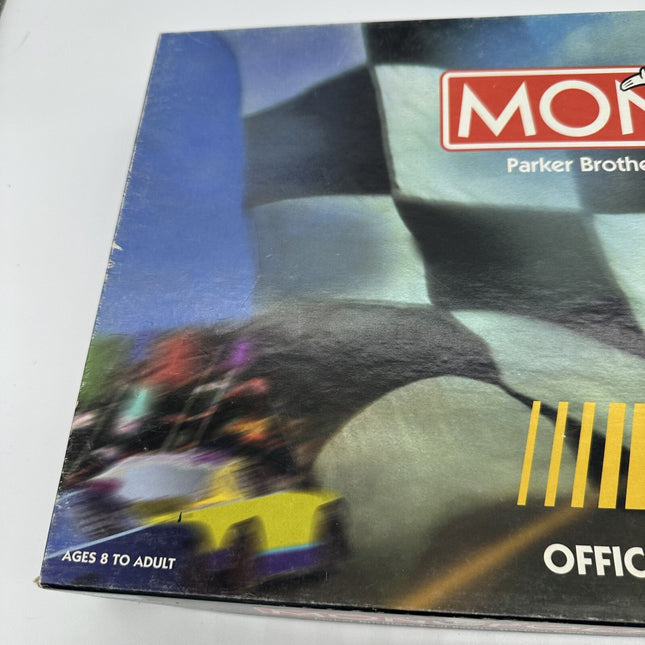 MON
Parker Brothe
OFFIC
AGES 8 TO ADULT